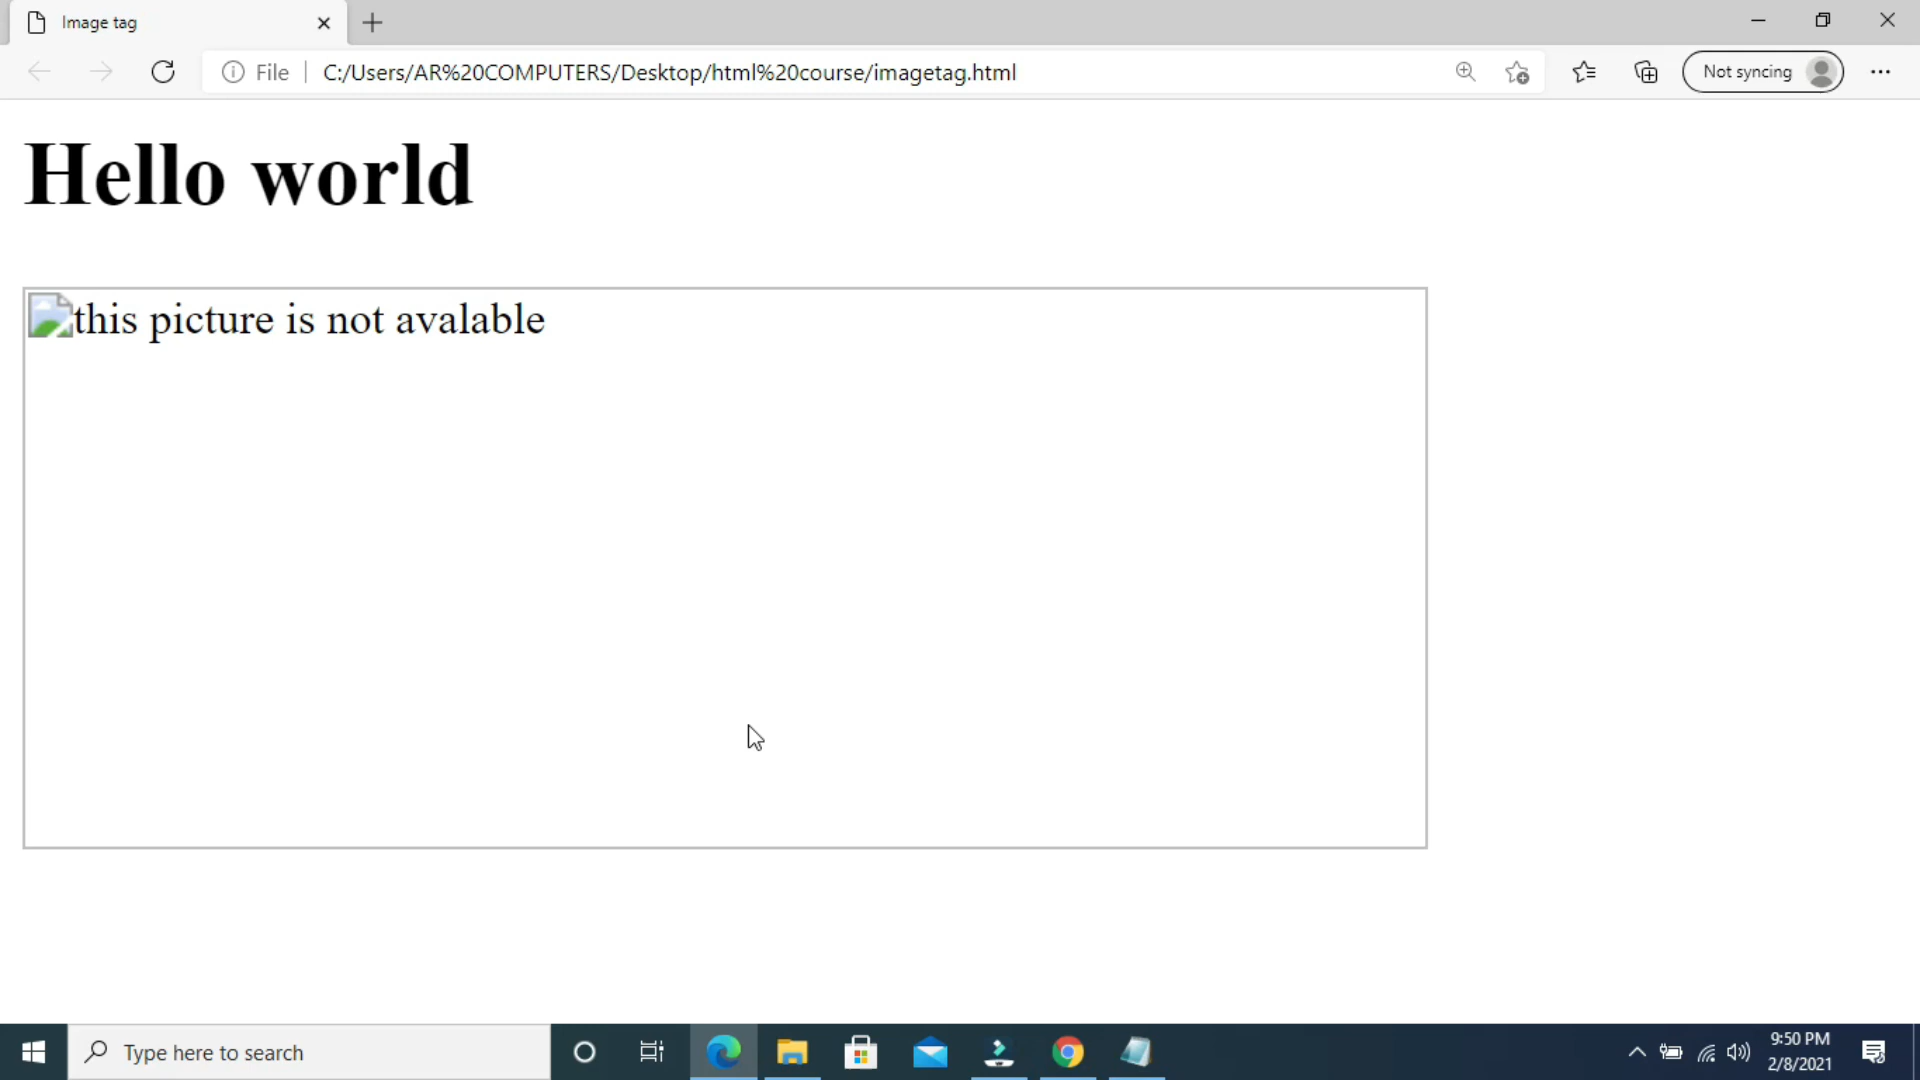 Image tag
File
C:/Users/AR%20COMPUTERS/Desktop/html%20course/imagetag.html
Not syncing
Hello world
this picture is not avalable
Type here to search
9:50 PM
2/8/2021